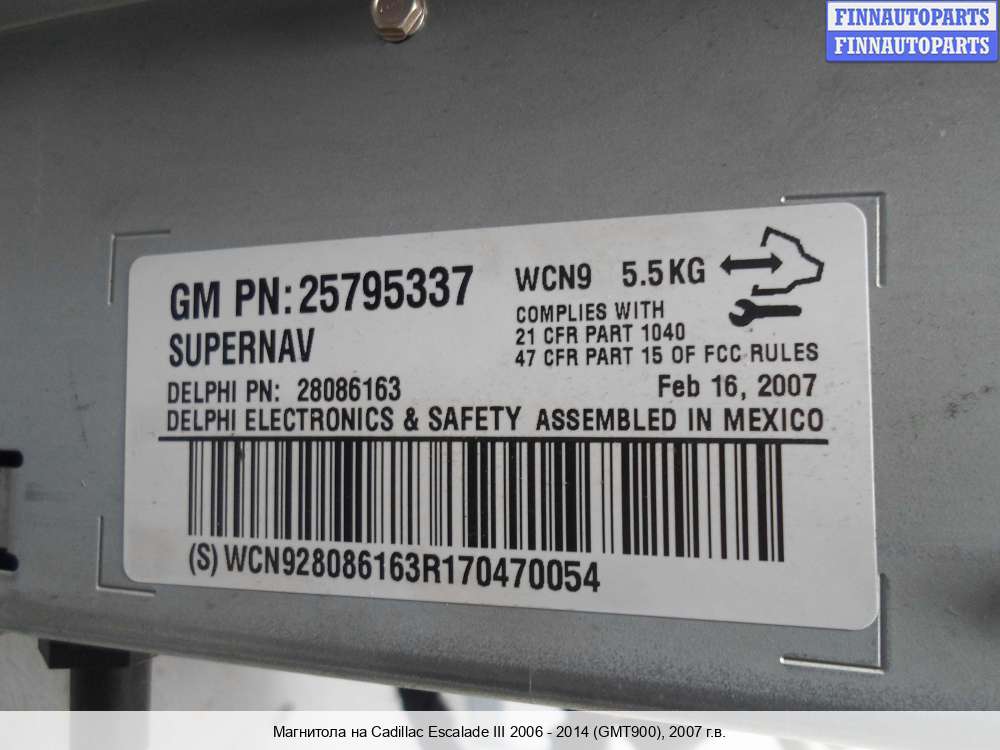 FINNAUTOPARTS
FINNAUTOPARTS
GM PN: 25795337
WCN9 5.5KG
SUPERNAV
COMPLIES WITH
21 CFR PART 1040
47 CFR PART 15 OF FCC RULES
DELPHI PN: 28086163
Feb 16, 2007
DELPHI ELECTRONICS & SAFETY ASSEMBLED IN MEXICO
(S) WCN928086163R170470054
Магнитола на Cadillac Escalade III 2006 - 2014 (GMT900), 2007 г.в.